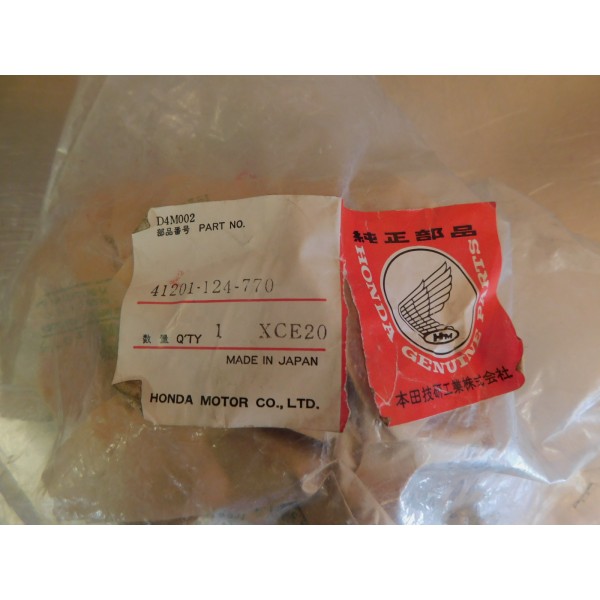 D4M002
部品番号 PART NO.
41201-124-770
数量 Q'TY 1 XCE20
MADE IN JAPAN
HONDA MOTOR CO., LTD.
純正部品
HONDA GENUINE PARTS
HM
本田技研工業株式会社